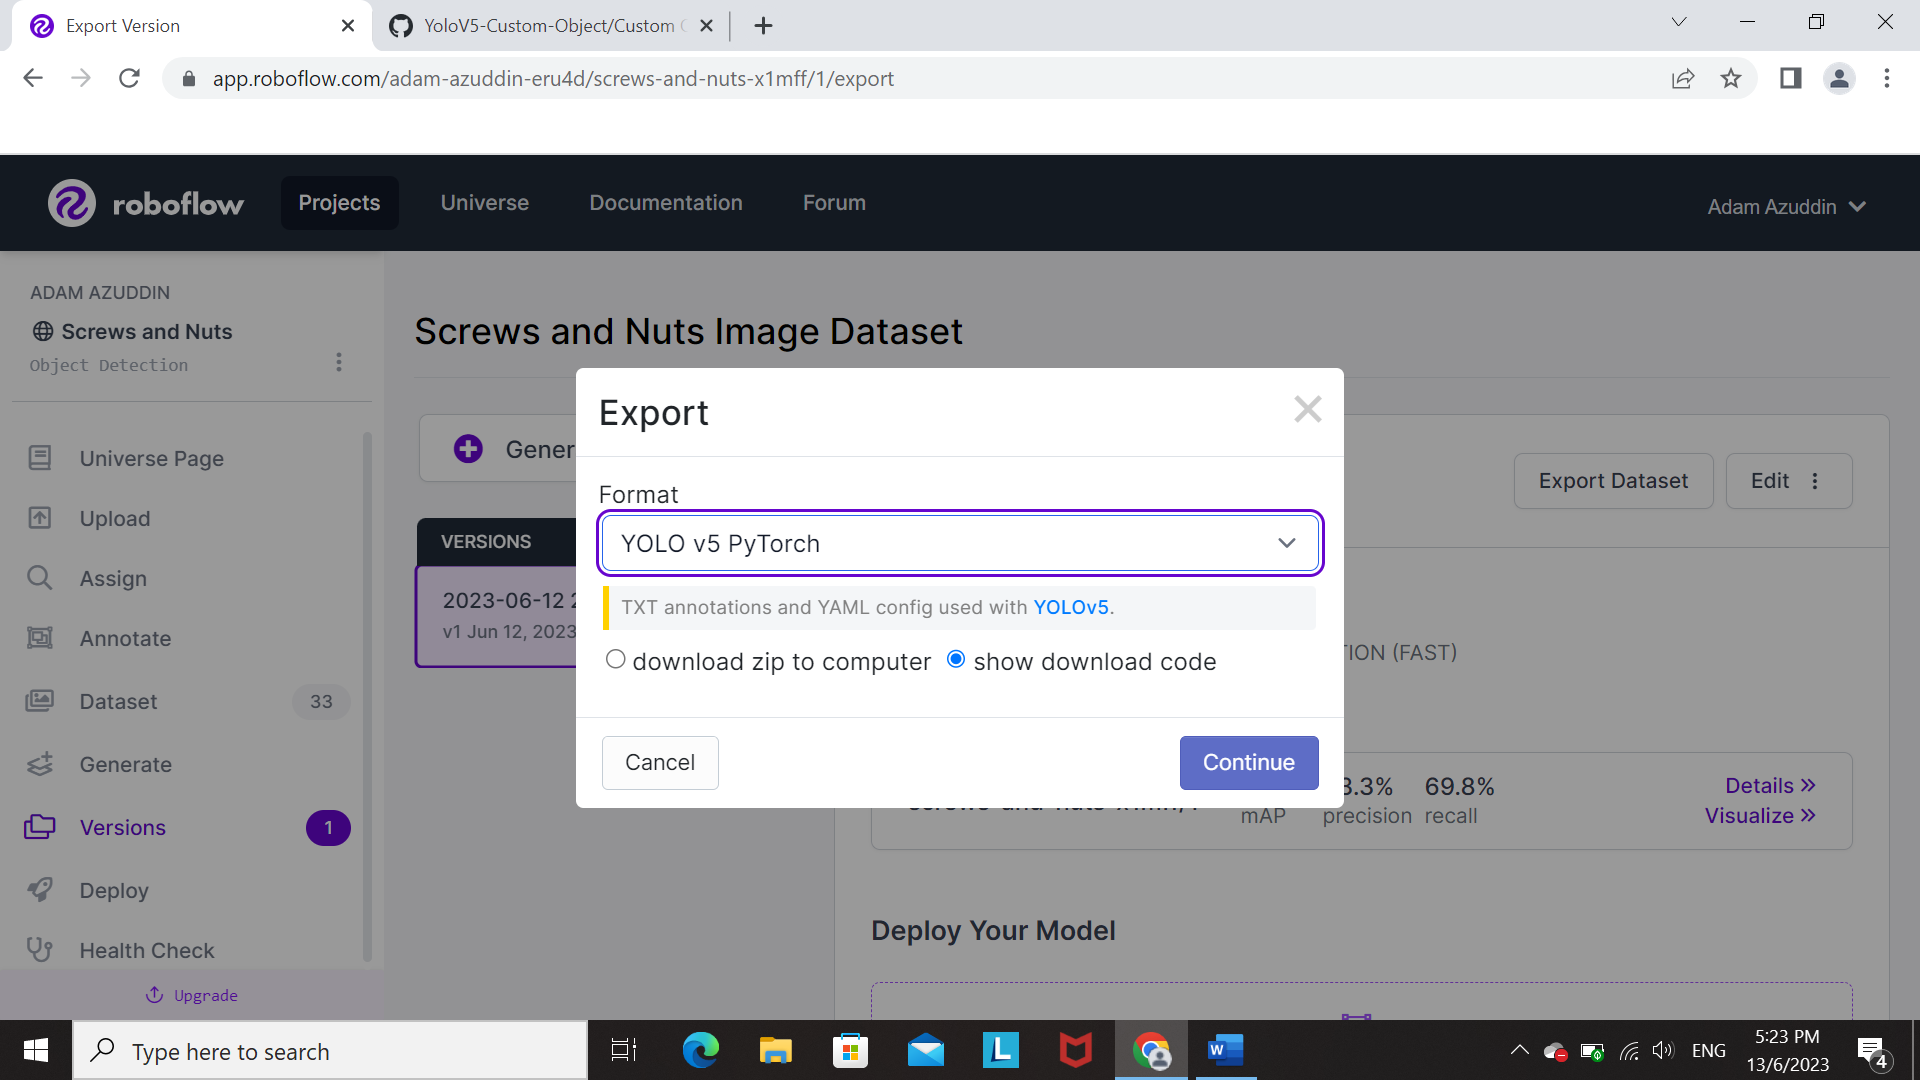 Export Version
YoloV5-Custom-Object/Custom
app.roboflow.com/adam-azuddin-eru4d/screws-and-nuts-x1mff/1/export
roboflow
Projects
Universe
Documentation
Forum
Adam Azuddin
ADAM AZUDDIN
Screws and Nuts
Object Detection
Universe Page
Upload
Assign
Annotate
Dataset
33
Generate
Versions
1
Deploy
Health Check
Upgrade
Screws and Nuts Image Dataset
Gener
VERSIONS
2023-06-12
v1 Jun 12, 2023
Export Dataset
Edit
Export
Format
YOLO v5 PyTorch
TXT annotations and YAML config used with YOLOv5.
download zip to computer
show download code
Cancel
Continue
TION (FAST)
3.3%
69.8%
mAP
precision
recall
Details
Visualize
Deploy Your Model
Type here to search
ENG
5:23 PM
13/6/2023
4